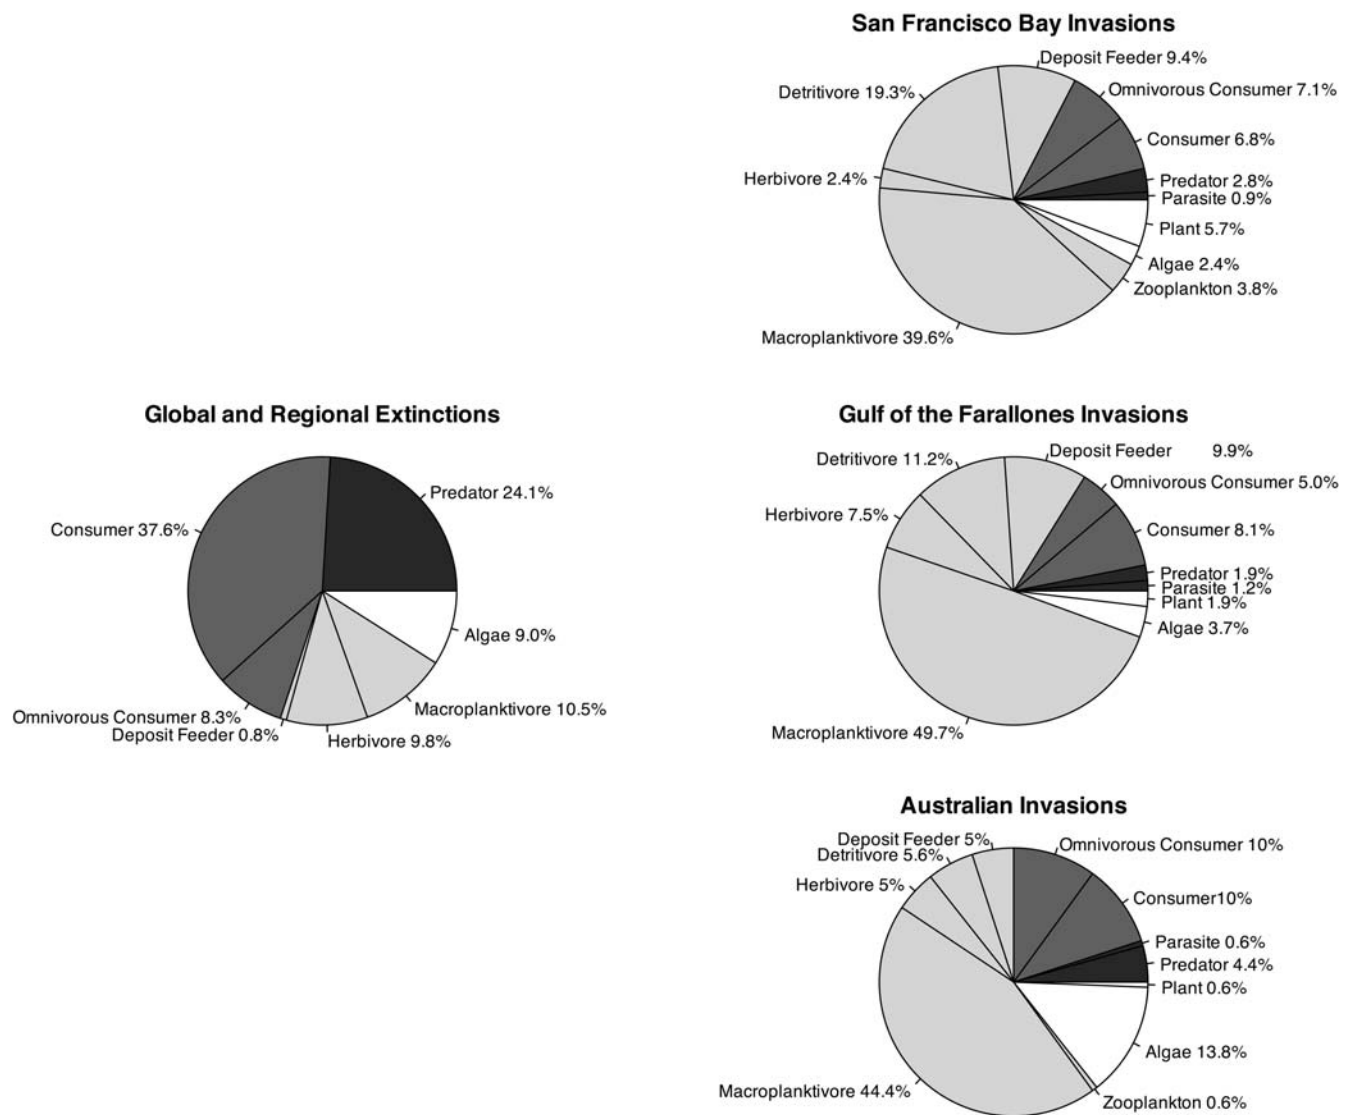 San Francisco Bay Invasions
Deposit Feeder 9.4%
Omnivorous Consumer 7.1%
Consumer 6.8%
Predator 2.8%
Parasite 0.9%
Plant 5.7%
Algae 2.4%
Zooplankton 3.8%
Macroplanktivore 39.6%
Herbivore 2.4%
Detritivore 19.3%
Global and Regional Extinctions
Predator 24.1%
Consumer 37.6%
Algae 9.0%
Macroplanktivore 10.5%
Omnivorous Consumer 8.3%
Deposit Feeder 0.8%
Herbivore 9.8%
Gulf of the Farallones Invasions
Deposit Feeder 9.9%
Omnivorous Consumer 5.0%
Consumer 8.1%
Predator 1.9%
Parasite 1.2%
Plant 1.9%
Algae 3.7%
Macroplanktivore 49.7%
Herbivore 7.5%
Detritivore 11.2%
Australian Invasions
Deposit Feeder 5%
Detritivore 5.6%
Herbivore 5%
Omnivorous Consumer 10%
Consumer10%
Parasite 0.6%
Predator 4.4%
Plant 0.6%
Algae 13.8%
Zooplankton 0.6%
Macroplanktivore 44.4%